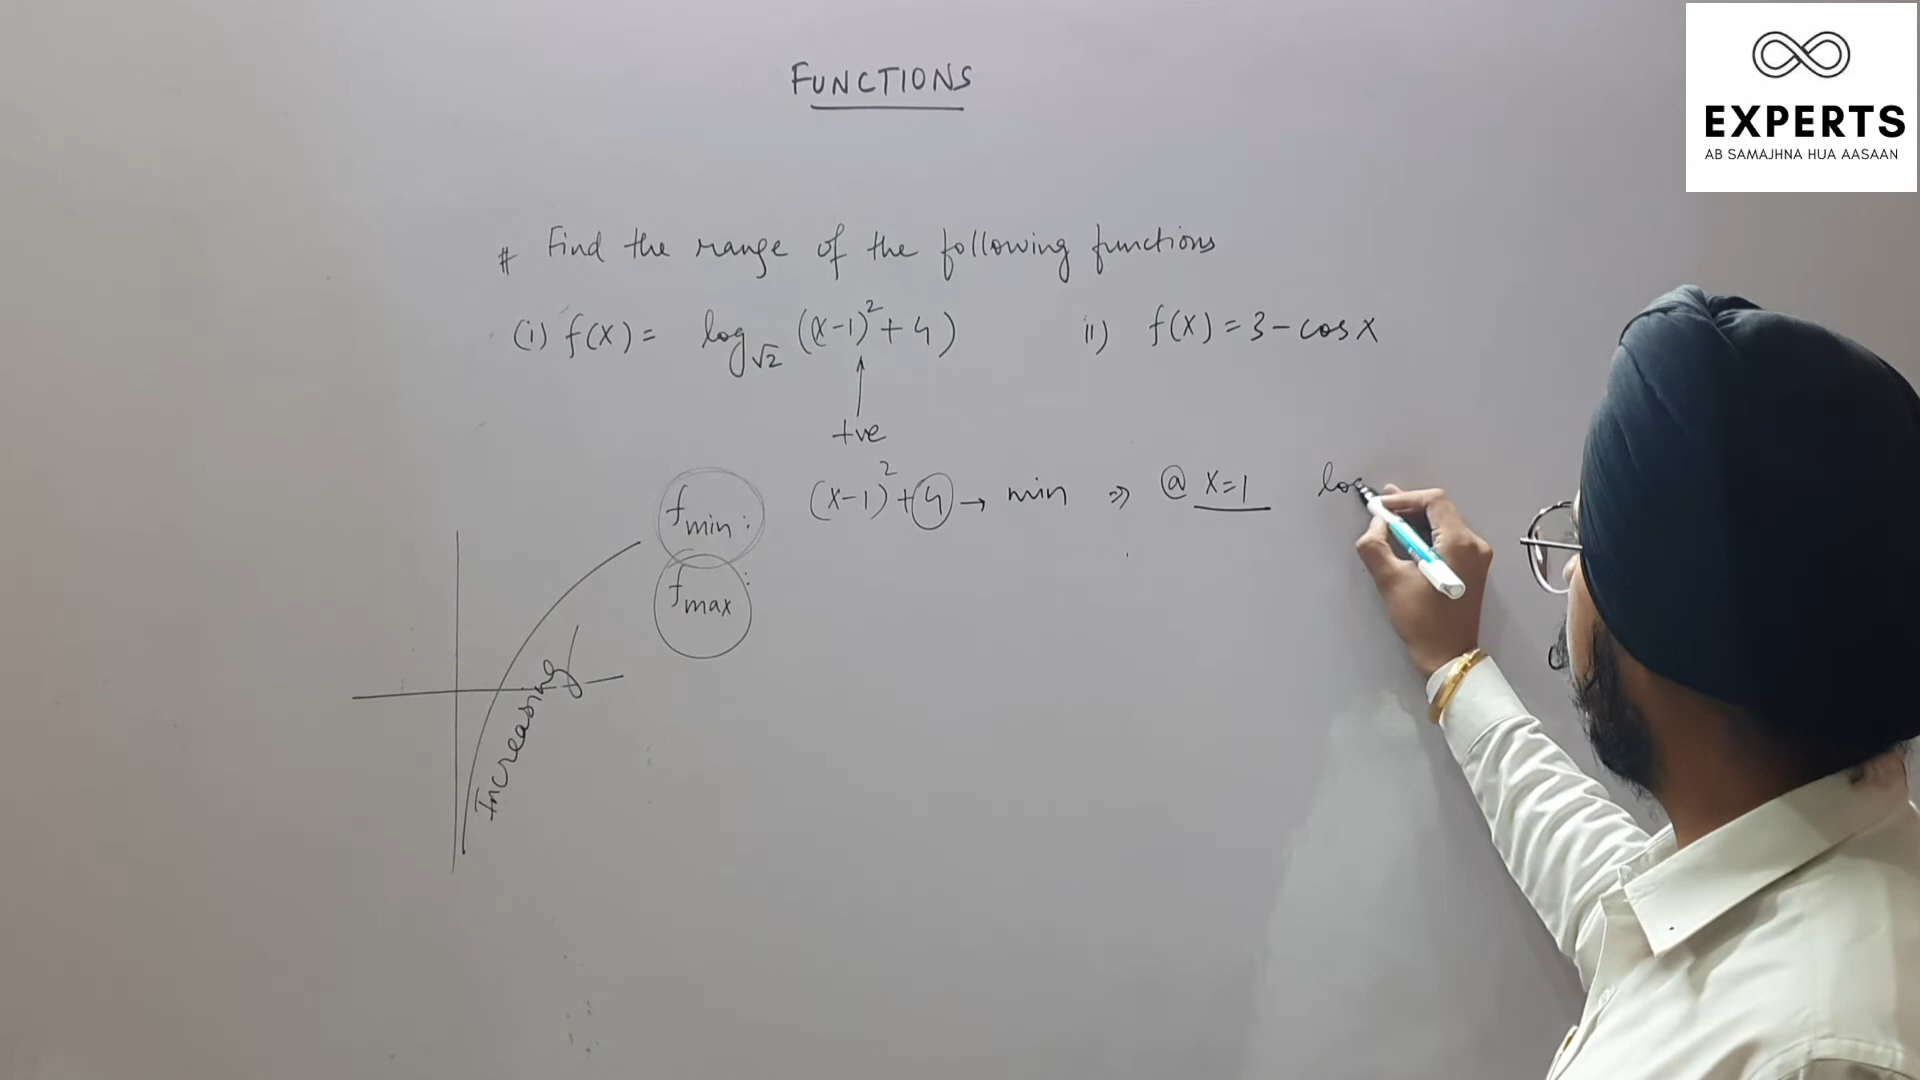 FUNCTIONS
EXPERTS
AB SAMAJHNA HUA AASAAN
# Find the range of the following functions
(i) f(x) = log√2 ((x-1)²+4)
ii) f(x) = 3 - cos x
+ve
fmin : (x-1)²+4 → min ⇒ @ x=1 log
fmax :
Increasing